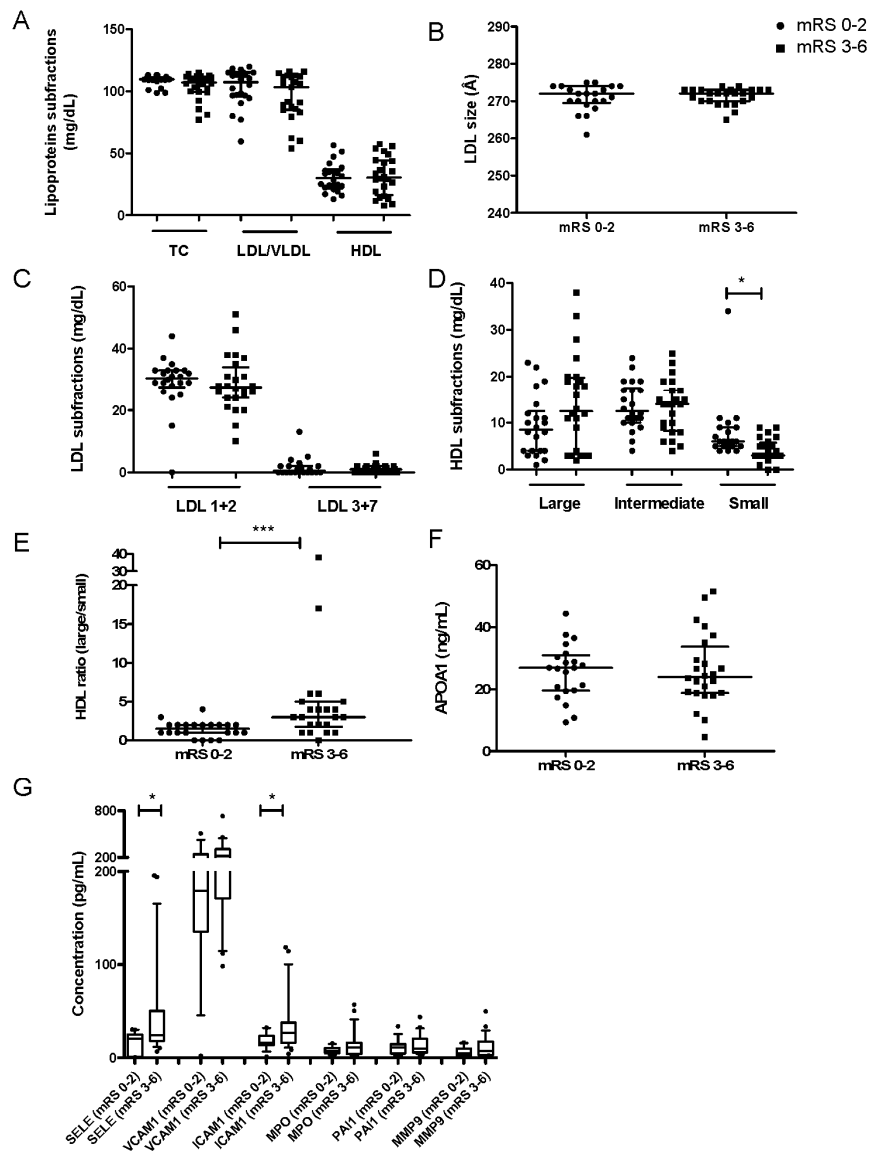 A
Lipoproteins subfractions
(mg/dL)
150
100
50
0
TC
LDL/VLDL
HDL
B
mRS 0-2
mRS 3-6
LDL size (Å)
290
280
270
260
250
240
mRS 0-2
mRS 3-6
C
LDL subfractions (mg/dL)
60
40
20
0
LDL 1+2
LDL 3+7
D
HDL subfractions (mg/dL)
40
30
20
10
0
*
Large
Intermediate
Small
E
HDL ratio (large/small)
40
30
20
15
10
5
0
***
mRS 0-2
mRS 3-6
F
APOA1 (ng/mL)
60
40
20
0
mRS 0-2
mRS 3-6
G
Concentration (pg/mL)
800
200
200
100
0
*
*
SELE (mRS 0-2)
SELE (mRS 3-6)
VCAM1 (mRS 0-2)
VCAM1 (mRS 3-6)
ICAM1 (mRS 0-2)
ICAM1 (mRS 3-6)
MPO (mRS 0-2)
MPO (mRS 3-6)
PAI1 (mRS 0-2)
PAI1 (mRS 3-6)
MMP9 (mRS 0-2)
MMP9 (mRS 3-6)